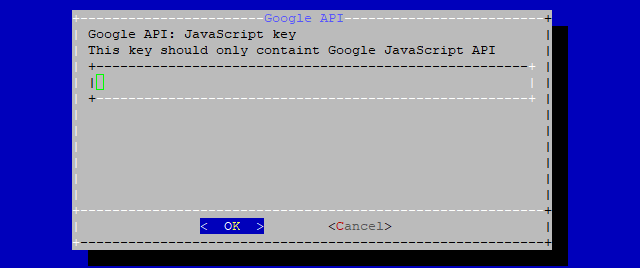 Google API
Google API: JavaScript key
This key should only containt Google JavaScript API
< OK > <Cancel>